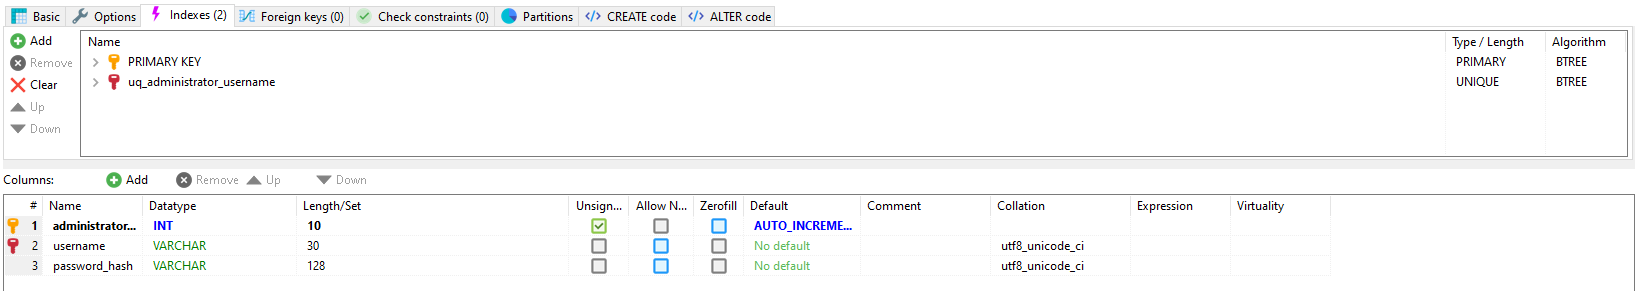 Basic Options Indexes (2) Foreign keys (0) Check constraints (0) Partitions CREATE code ALTER code
Add
Remove
Clear
Up
Down
Name Type / Length Algorithm
PRIMARY KEY PRIMARY BTREE
uq_administrator_username UNIQUE BTREE
Columns: Add Remove Up Down
# Name Datatype Length/Set Unsign... Allow N... Zerofill Default Comment Collation Expression Virtuality
1 administrator... INT 10 AUTO_INCREME...
2 username VARCHAR 30 No default utf8_unicode_ci
3 password_hash VARCHAR 128 No default utf8_unicode_ci